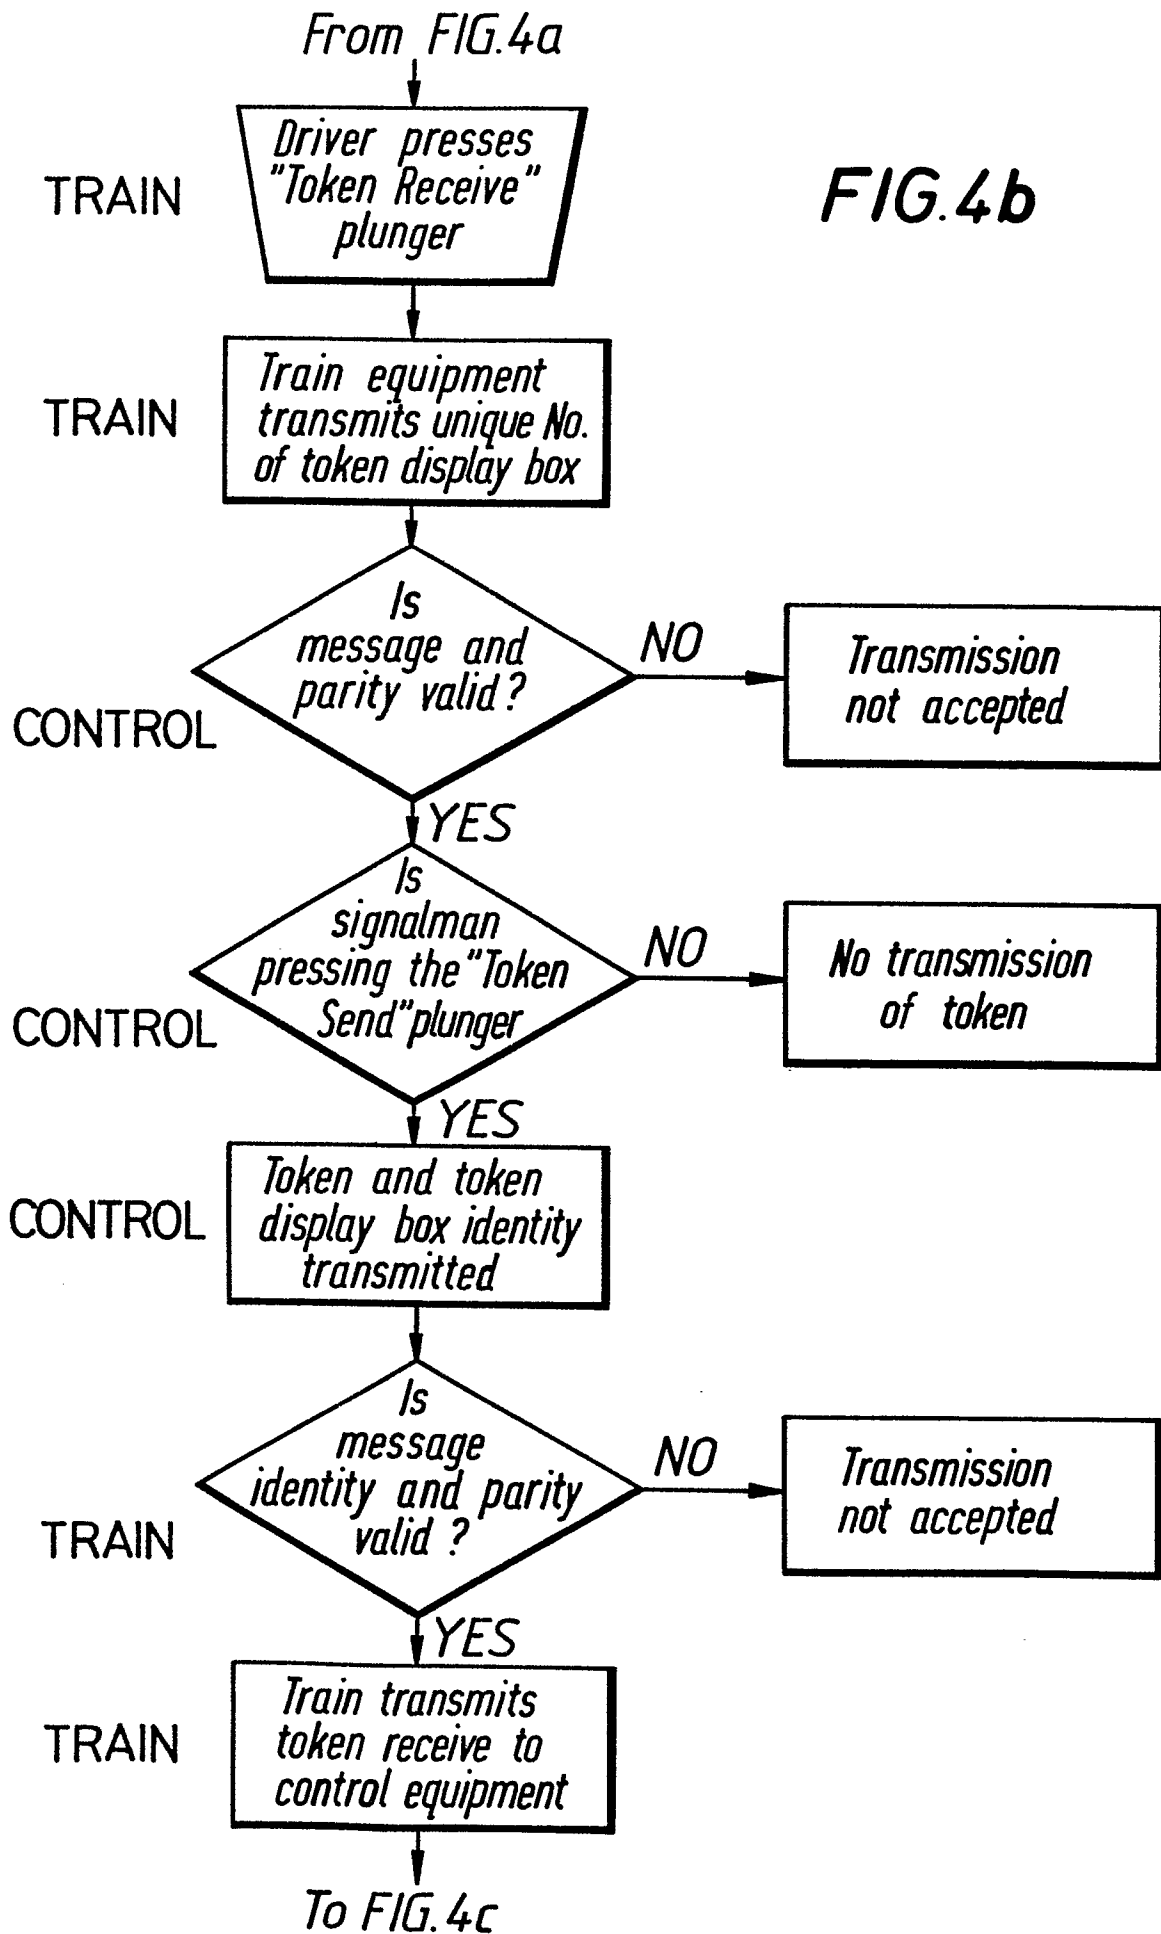 From FIG.4a
Driver presses
"Token Receive"
plunger
TRAIN
FIG.4b
Train equipment
transmits unique No.
of token display box
TRAIN
Is
message and
parity valid?
NO
Transmission
not accepted
CONTROL
YES
Is
signalman
pressing the "Token
Send" plunger
NO
No transmission
of token
CONTROL
YES
Token and token
display box identity
transmitted
CONTROL
Is
message
identity and parity
valid ?
NO
Transmission
not accepted
TRAIN
YES
Train transmits
token receive to
control equipment
TRAIN
To FIG.4c